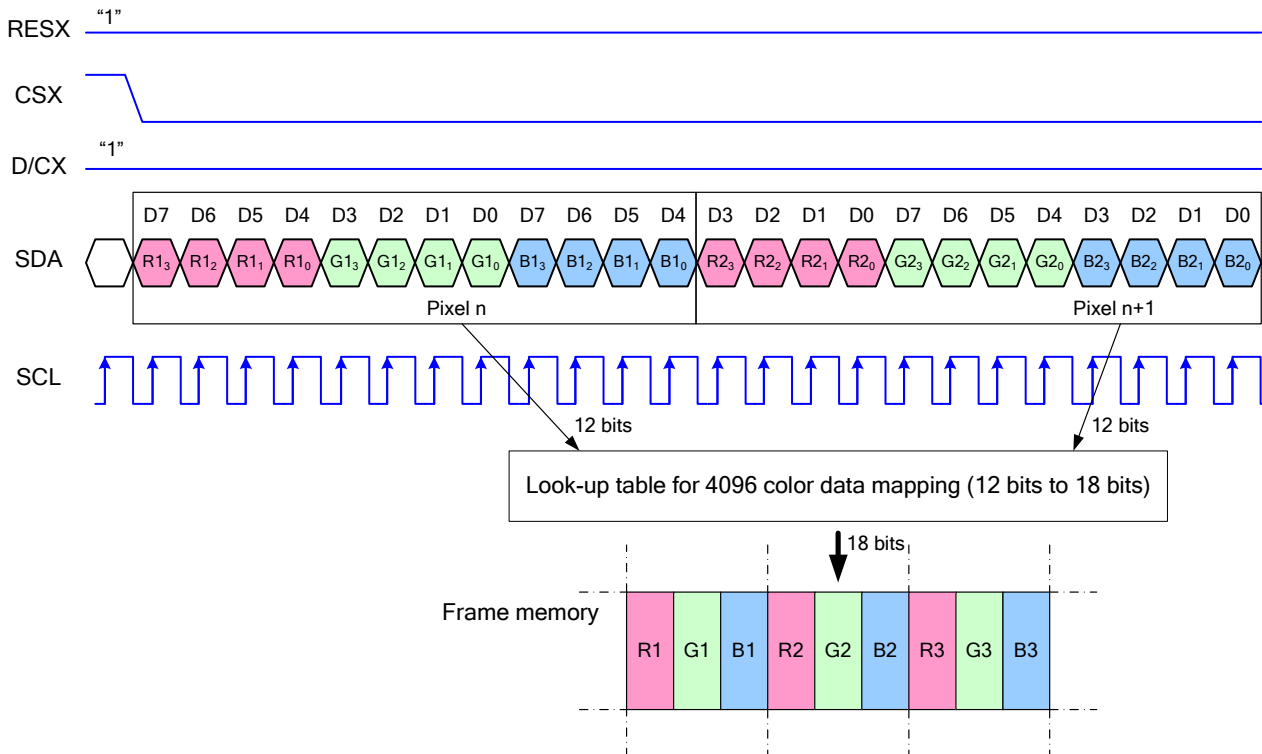 “1”
RESX
CSX
“1”
D/CX
D7 D6 D5 D4 D3 D2 D1 D0 D7 D6 D5 D4 D3 D2 D1 D0 D7 D6 D5 D4 D3 D2 D1 D0
SDA R1₃ R1₂ R1₁ R1₀ G1₃ G1₂ G1₁ G1₀ B1₃ B1₂ B1₁ B1₀ R2₃ R2₂ R2₁ R2₀ G2₃ G2₂ G2₁ G2₀ B2₃ B2₂ B2₁ B2₀
Pixel n Pixel n+1
SCL
12 bits 12 bits
Look-up table for 4096 color data mapping (12 bits to 18 bits)
18 bits
Frame memory
R1 G1 B1 R2 G2 B2 R3 G3 B3